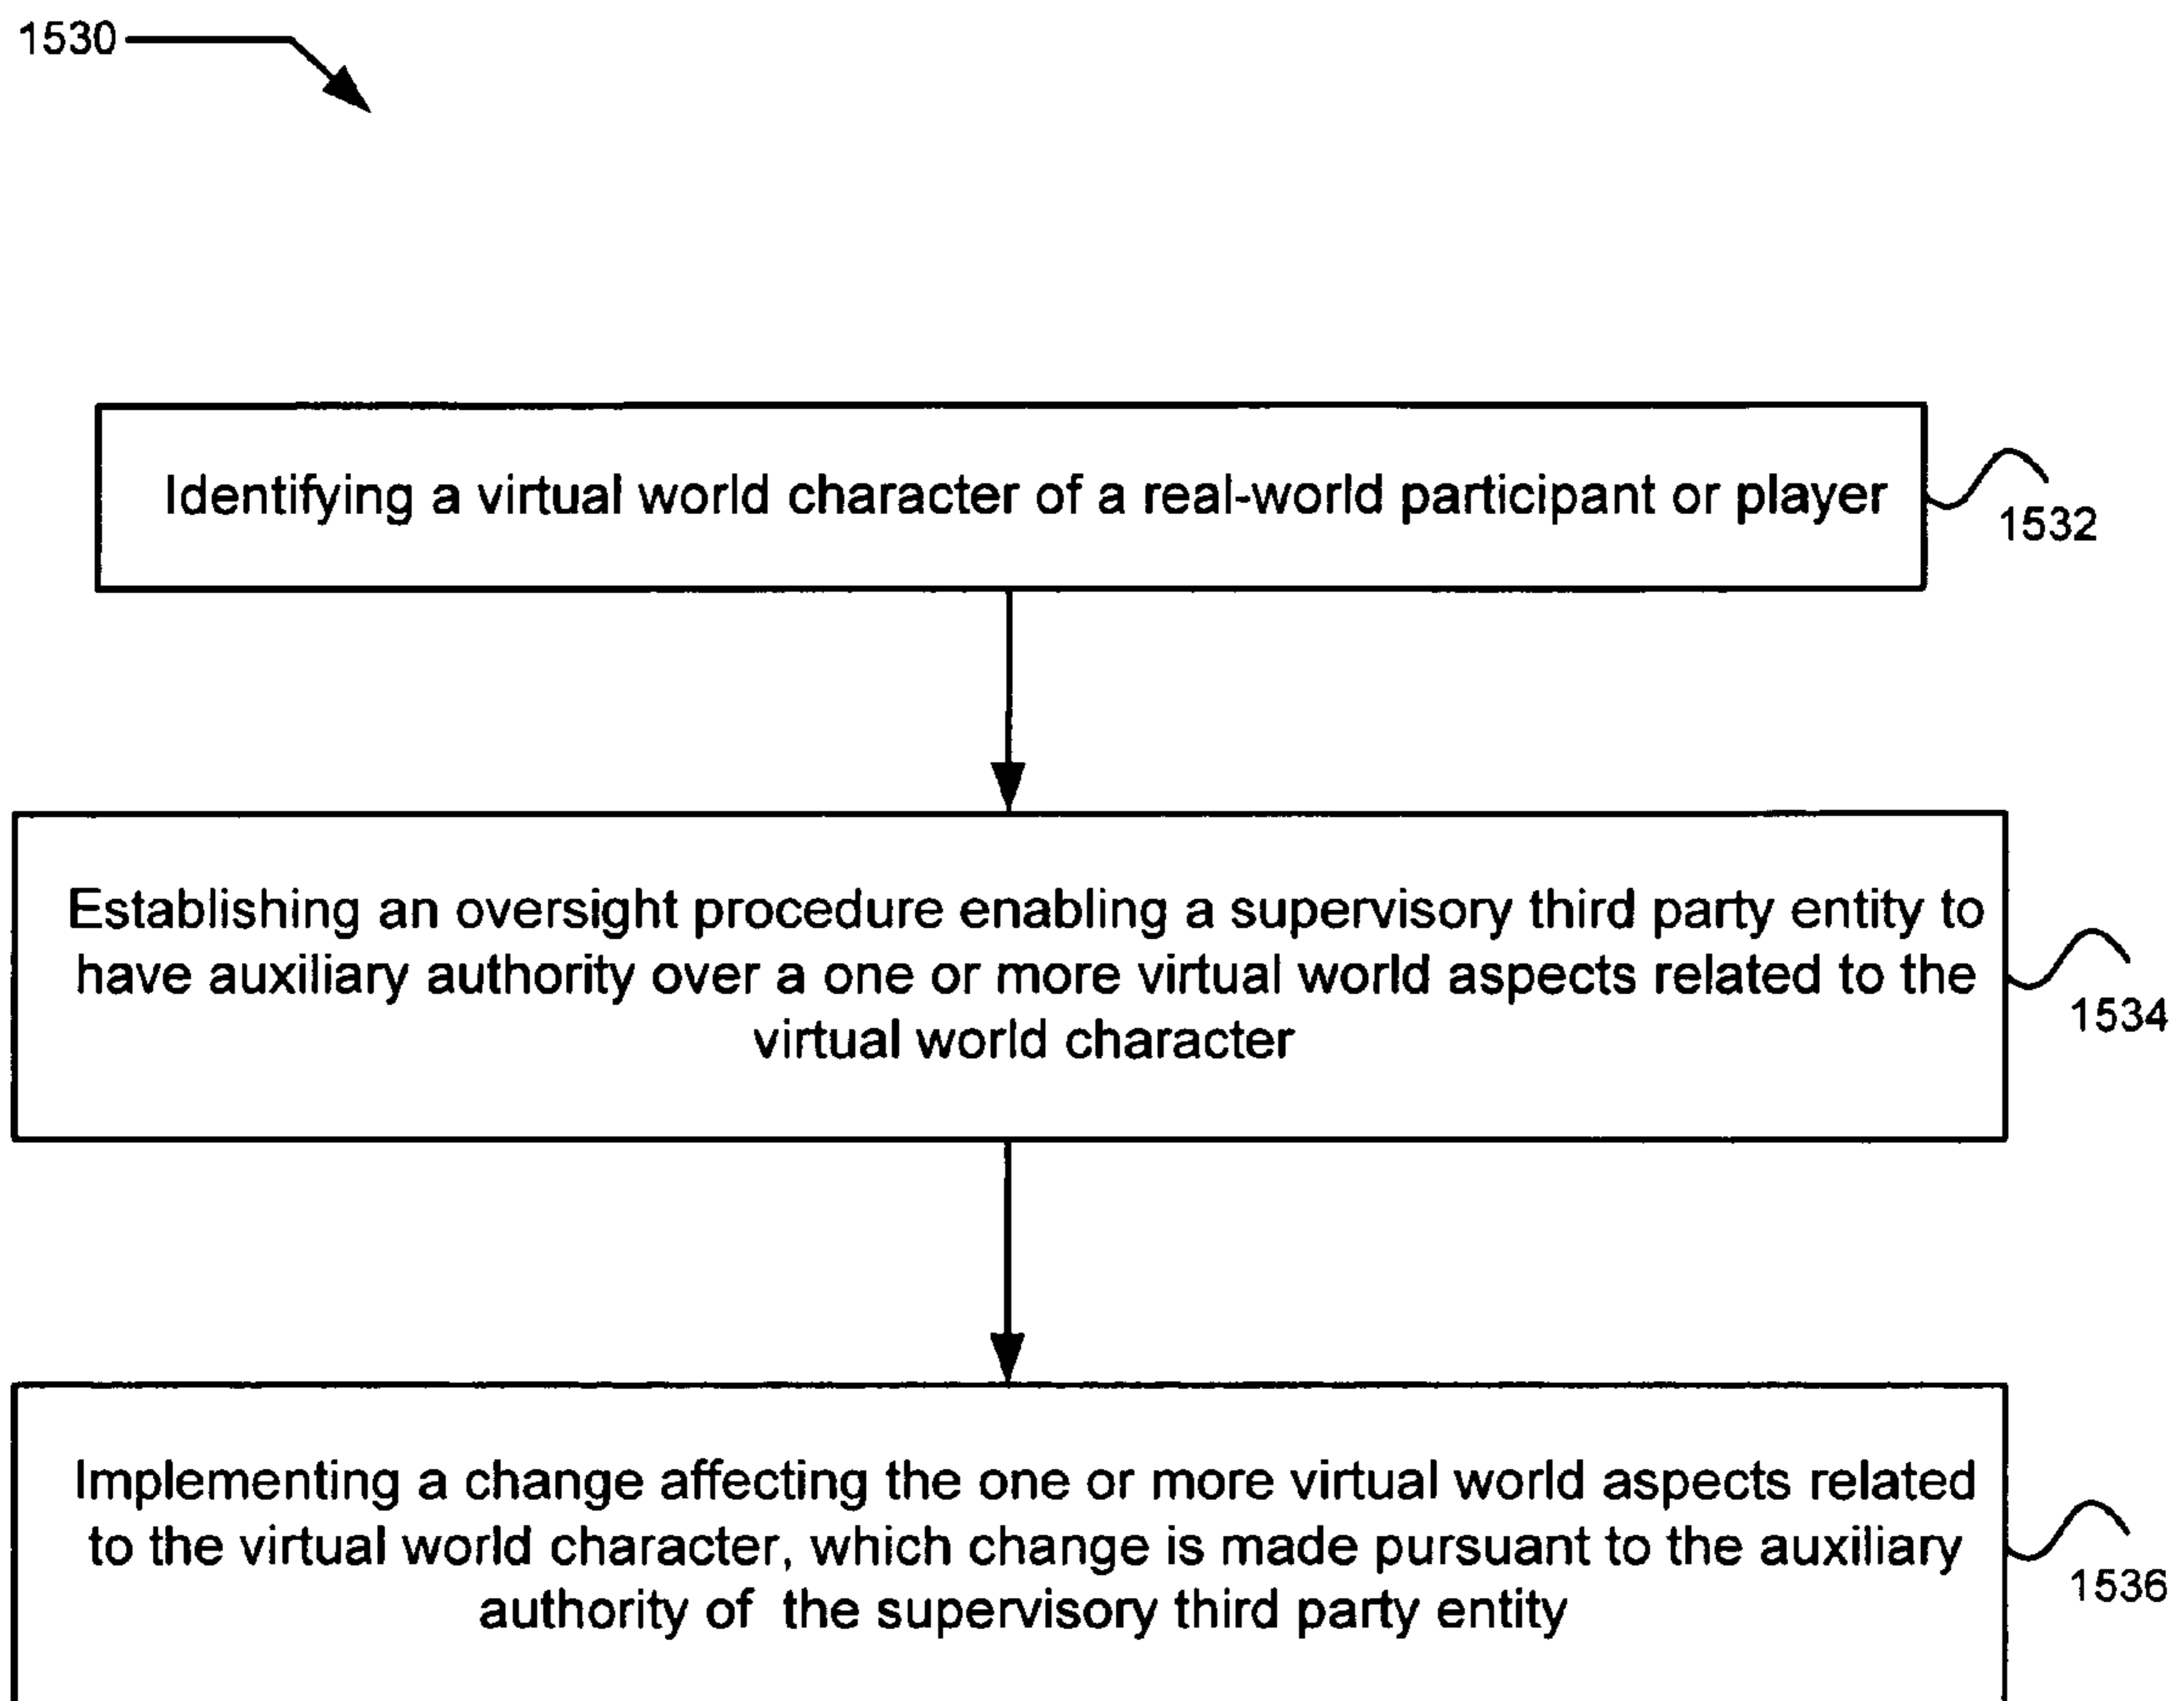 1530
Identifying a virtual world character of a real-world participant or player
1532
Establishing an oversight procedure enabling a supervisory third party entity to
have auxiliary authority over a one or more virtual world aspects related to the
virtual world character
1534
Implementing a change affecting the one or more virtual world aspects related
to the virtual world character, which change is made pursuant to the auxiliary
authority of the supervisory third party entity
1536